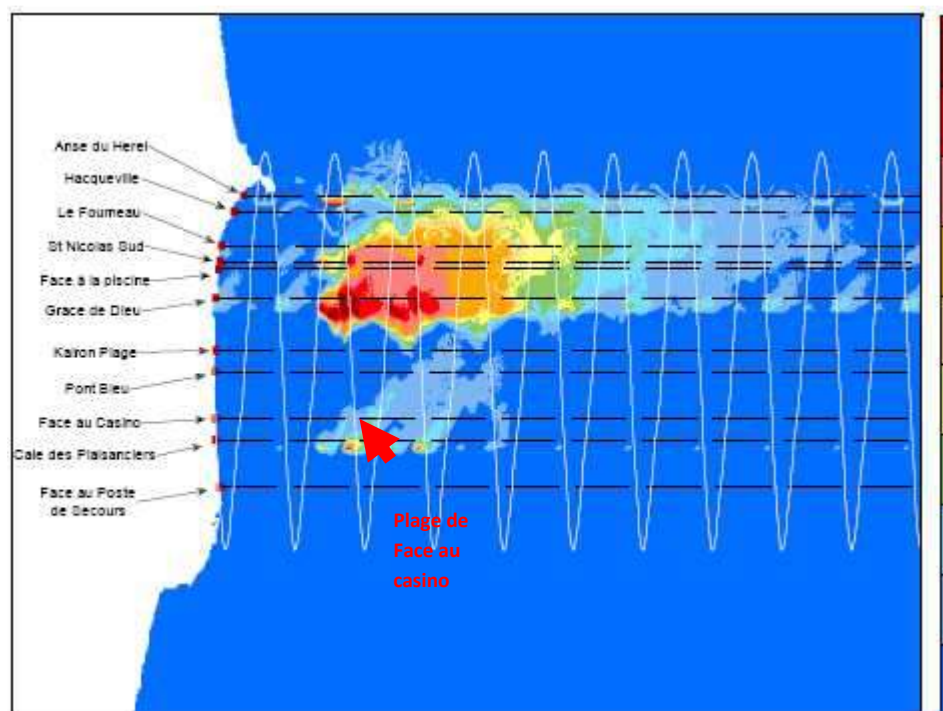 Anse du Herel
Hacqueville
Le Fourneau
St Nicolas Sud
Face à la piscine
Grace de Dieu
Kairon Plage
Pont Bleu
Face au Casino
Cale des Plaisanciers
Face au Poste
de Secours
Plage de
Face au
casino